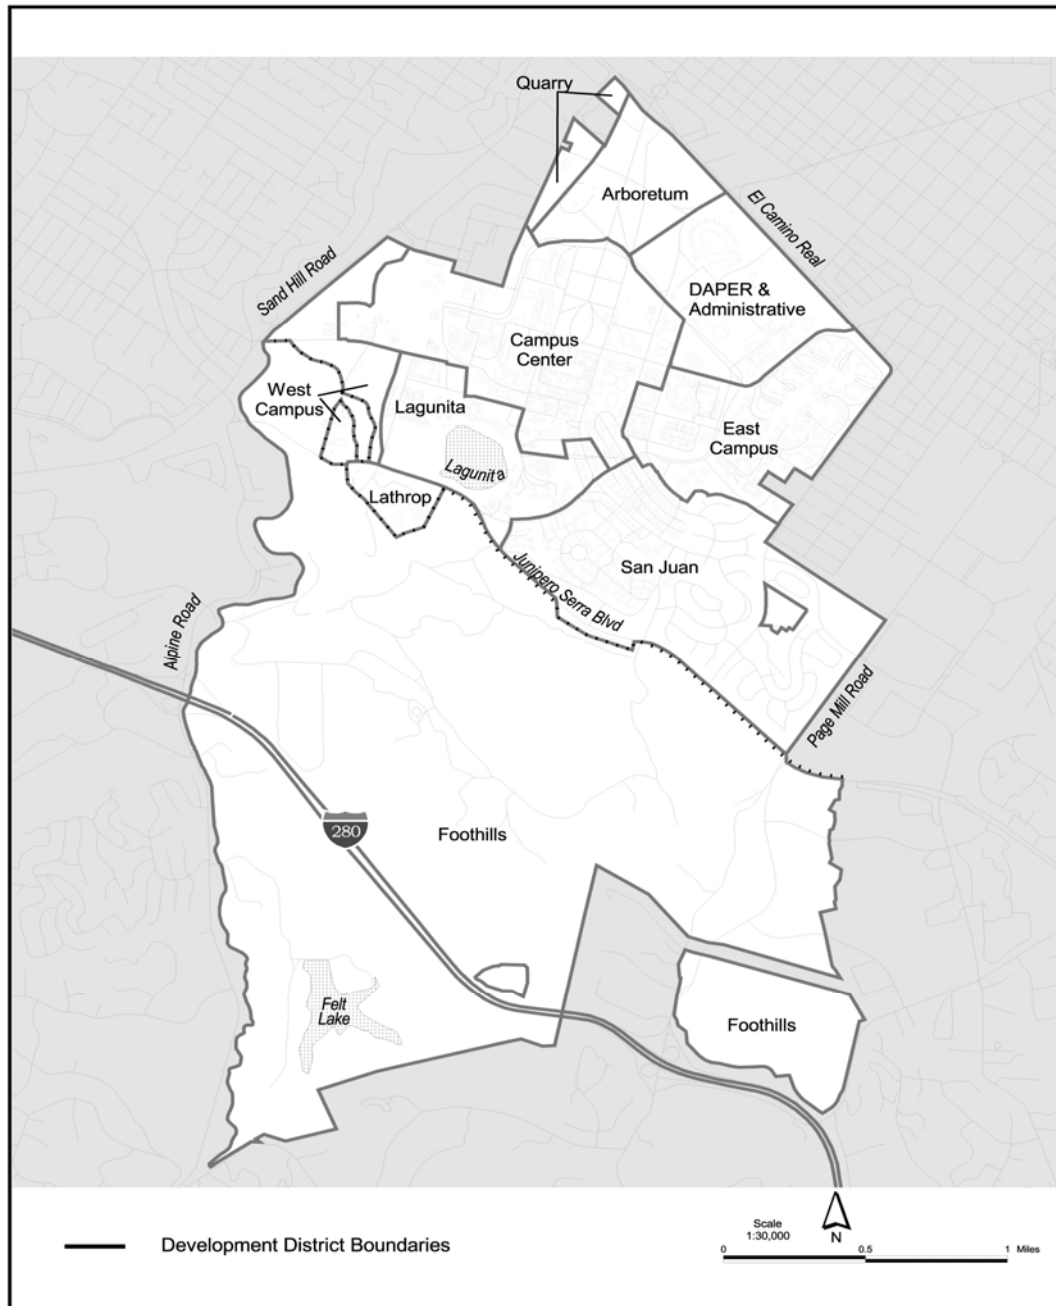 Quarry
Arboretum
El Camino Real
Sand Hill Road
DAPER &
Administrative
Campus
Center
West
Campus
Lagunita
East
Campus
Lagunita
Lathrop
San Juan
Junipero Serra Blvd
Alpine Road
Page Mill Road
280
Foothills
Felt
Lake
Foothills
Development District Boundaries
Scale
1:30,000
N
0 0.5 1 Miles